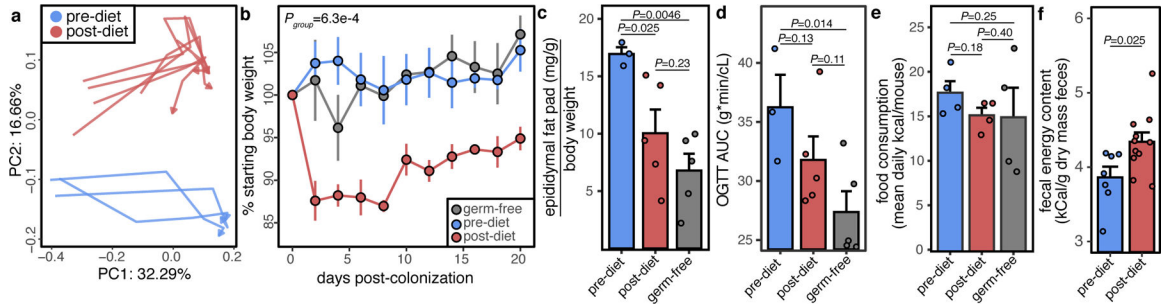 a
pre-diet
post-diet
PC2: 16.66%
0.1
0.0
-0.1
-0.2
−0.4
−0.2
0.0
0.2
PC1: 32.29%
b
P group=6.3e-4
% starting body weight
105
100
95
90
85
0
5
10
15
20
days post-colonization
germ-free
pre-diet
post-diet
c
P=0.0046
P=0.025
P=0.23
epididymal fat pad (mg/g)
body weight
20
15
10
5
pre-diet
post-diet
germ-free
d
P=0.014
P=0.13
P=0.11
OGTT AUC (g*min/cL)
40
35
30
25
pre-diet
post-diet
germ-free
e
P=0.25
P=0.40
P=0.18
food consumption
(mean daily kcal/mouse)
25
20
15
10
5
0
pre-diet
post-diet
germ-free
f
P=0.025
fecal energy content
(kCal/g dry mass feces)
6
5
4
3
pre-diet
post-diet